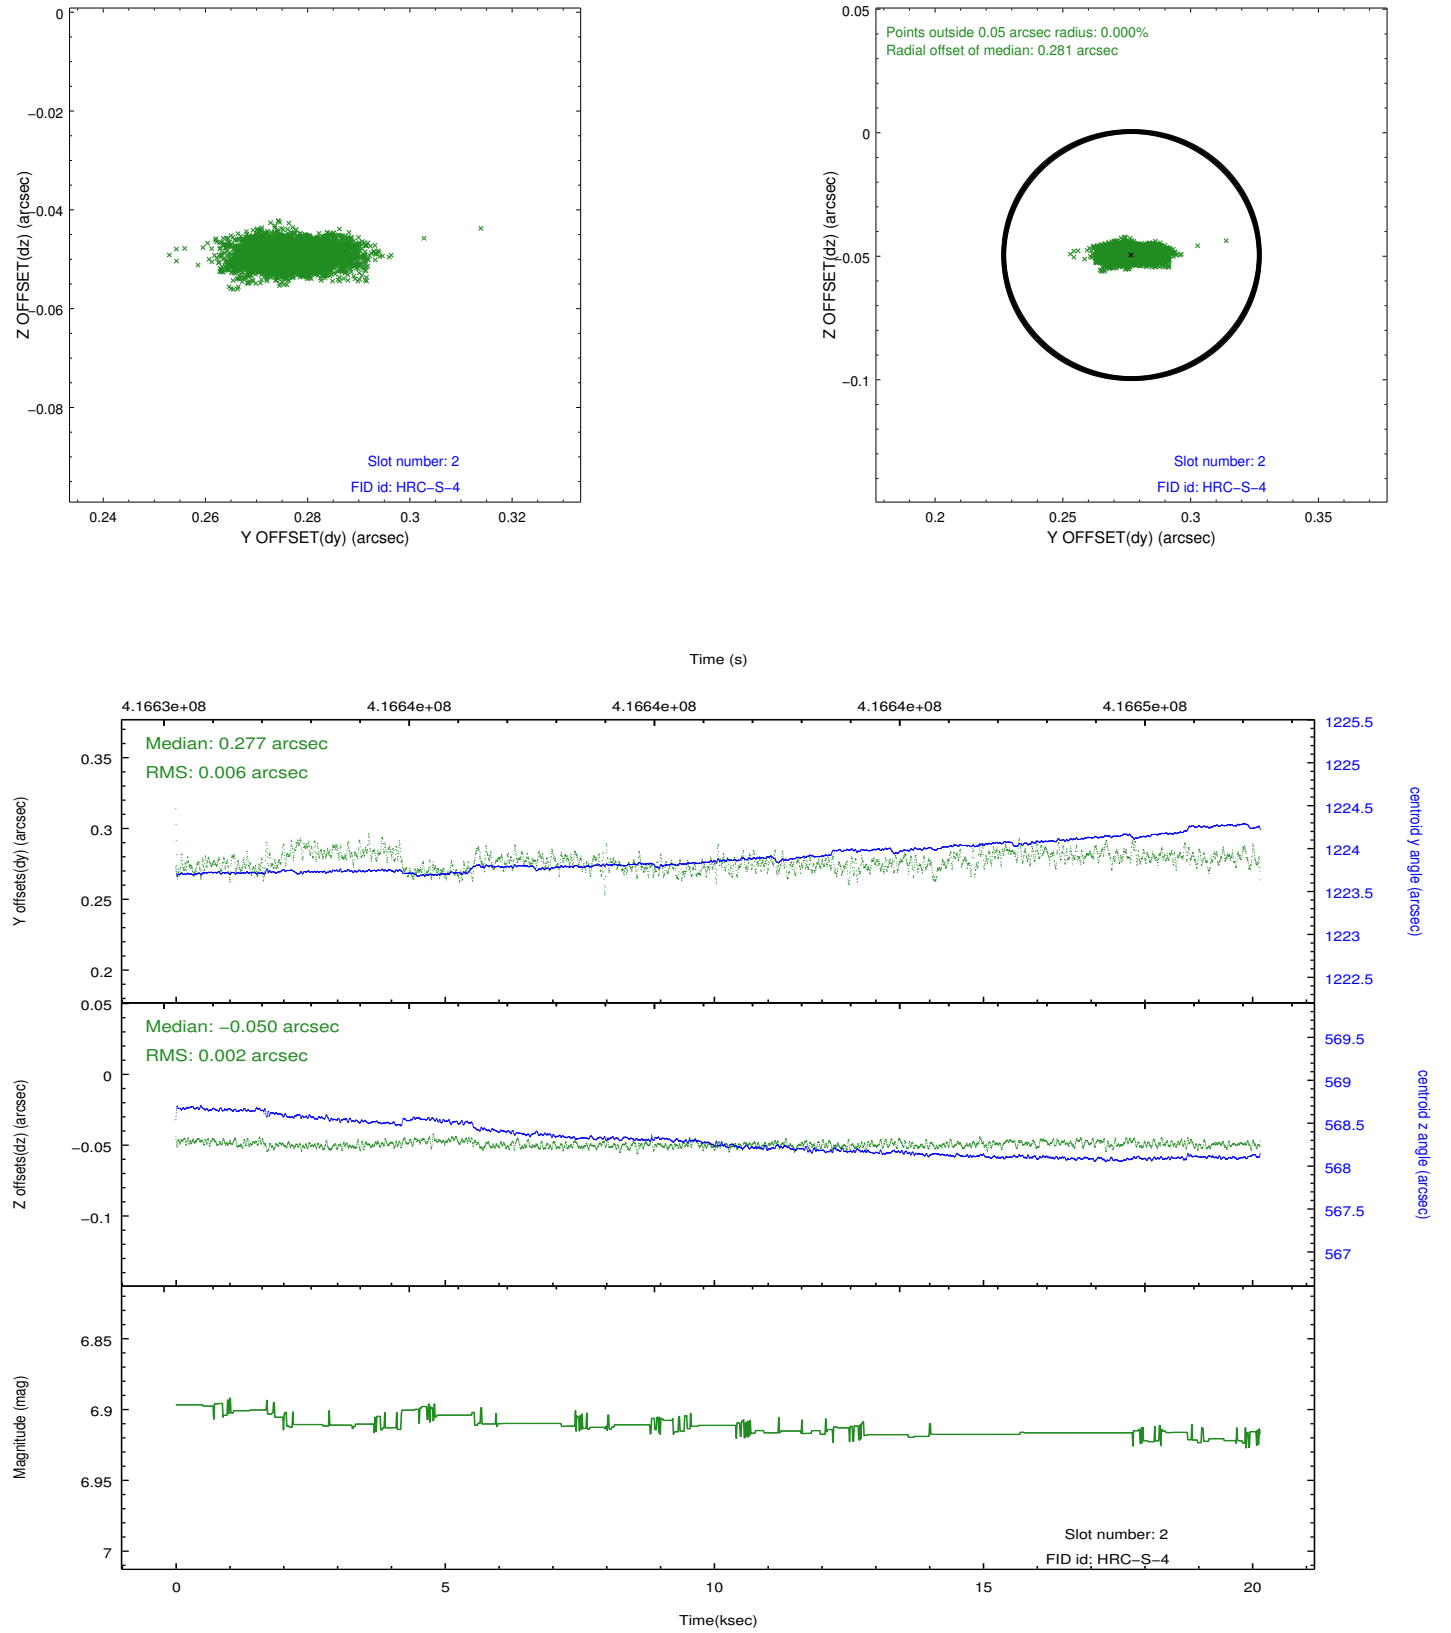 0
−0.02
−0.04
−0.06
−0.08
Z OFFSET(dz) (arcsec)
Slot number: 2
FID id: HRC−S−4
0.24
0.26
0.28
0.3
0.32
Y OFFSET(dy) (arcsec)
0.05
0
−0.05
−0.1
Z OFFSET(dz) (arcsec)
Points outside 0.05 arcsec radius: 0.000%
Radial offset of median: 0.281 arcsec
Slot number: 2
FID id: HRC−S−4
0.2
0.25
0.3
0.35
Y OFFSET(dy) (arcsec)
Time (s)
4.1663e+08
4.1664e+08
4.1664e+08
4.1664e+08
4.1665e+08
Median: 0.277 arcsec
RMS: 0.006 arcsec
0.35
0.3
0.25
0.2
Y offsets(dy) (arcsec)
1225.5
1225
1224.5
1224
1223.5
1223
1222.5
centroid y angle (arcsec)
Median: −0.050 arcsec
RMS: 0.002 arcsec
0.05
0
−0.05
−0.1
Z offsets(dz) (arcsec)
569.5
569
568.5
568
567.5
567
centroid z angle (arcsec)
6.85
6.9
6.95
7
Magnitude (mag)
Slot number: 2
FID id: HRC−S−4
0
5
10
15
20
Time(ksec)